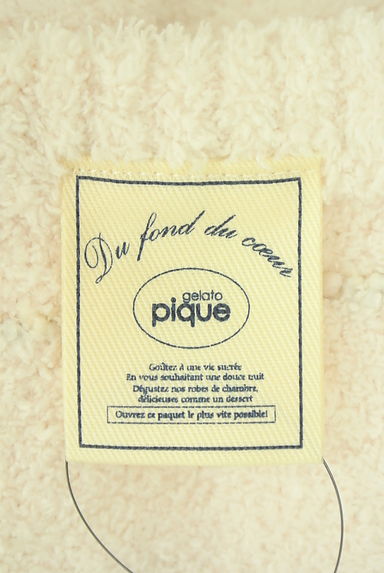 Du fond du cœur
gelato
pique
Goûtez à une vie sucrée
En vous souhaitant une douce nuit
Dégustez nos robes de chambre,
délicieuses comme un dessert
Ouvrez ce paquet le plus vite possible!